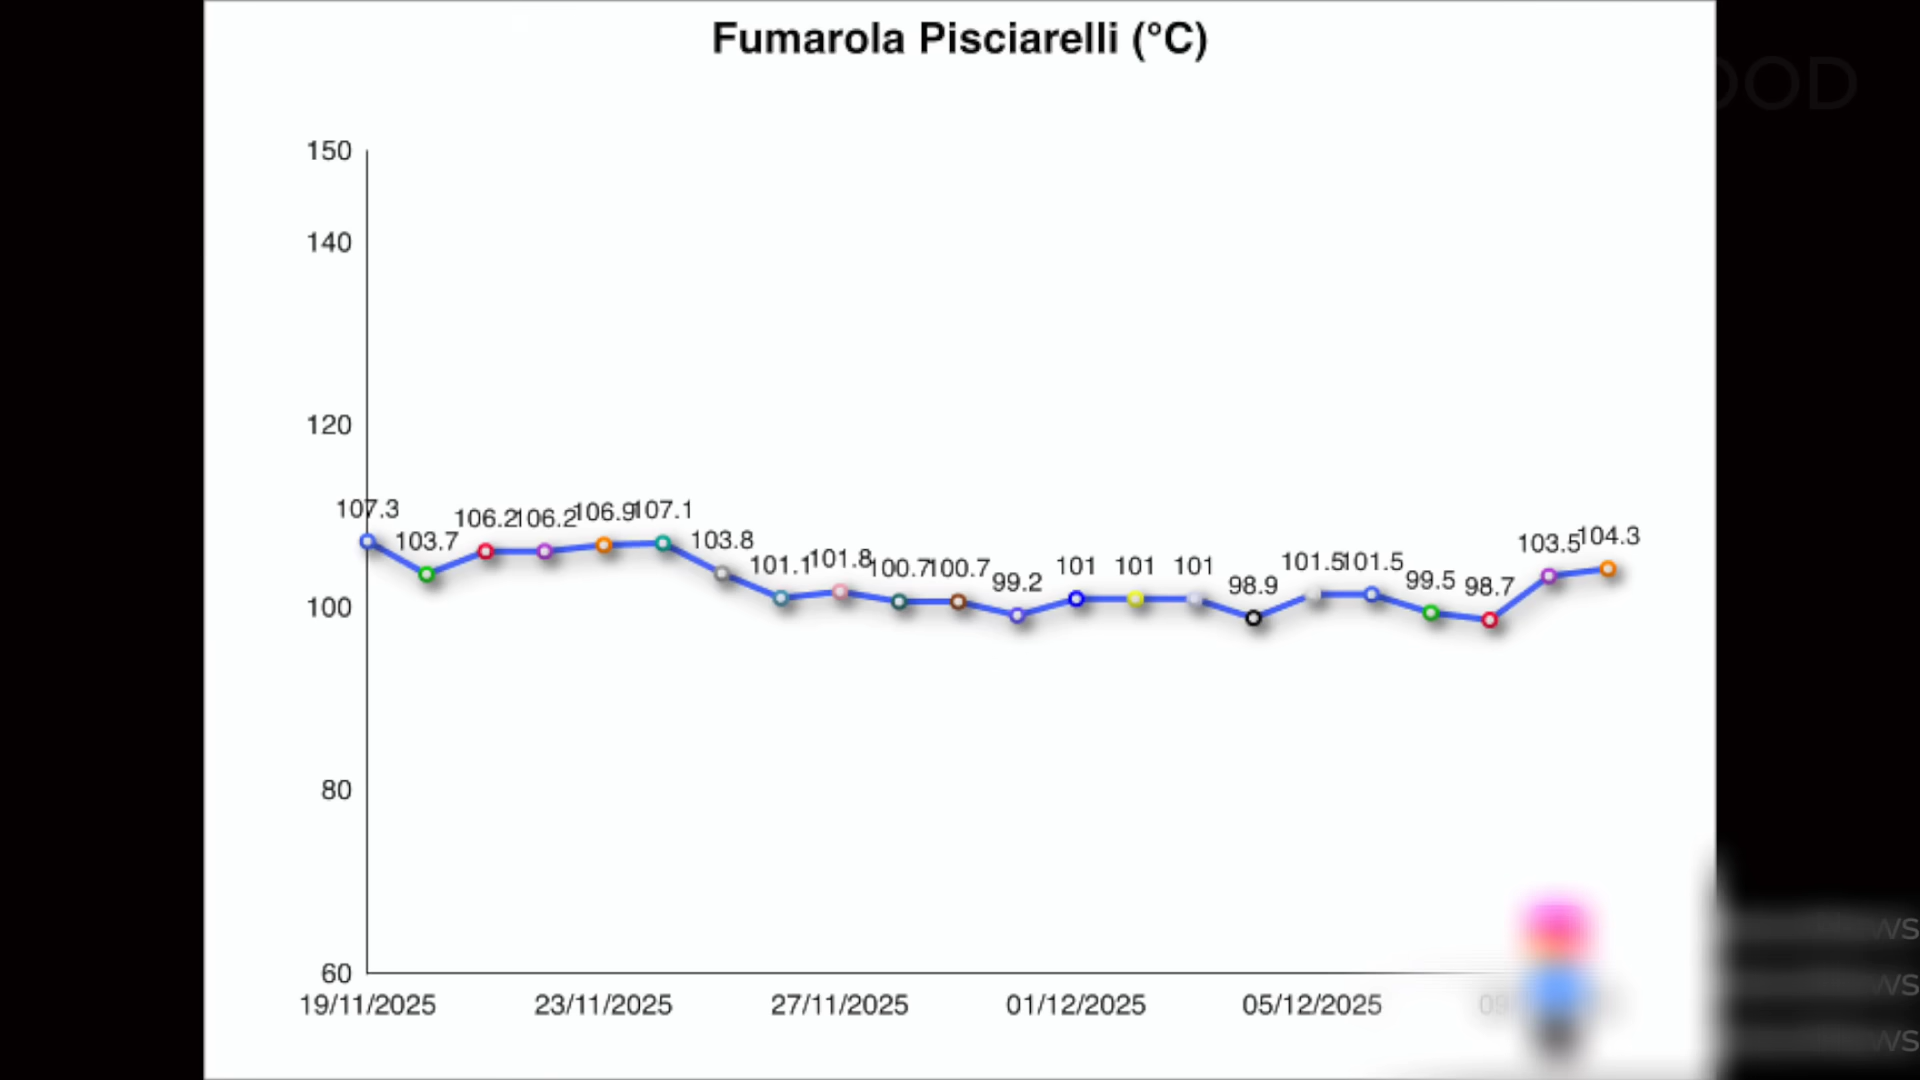 Fumarola Pisciarelli (°C)
150
140
120
107.3 103.7 106.2 106.2 106.9 107.1 103.8 101.1 101.8 100.7 100.7 99.2 101 101 101 98.9 101.5 101.5 99.5 98.7 103.5 104.3
100
80
60
19/11/2025 23/11/2025 27/11/2025 01/12/2025 05/12/2025